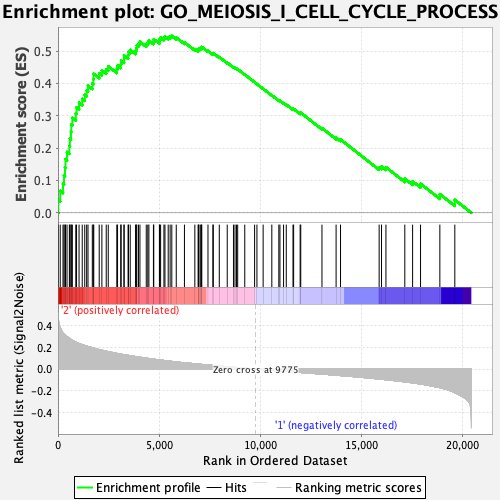 Enrichment plot: GO_MEIOSIS_I_CELL_CYCLE_PROCESS
Enrichment score (ES)
0.5
0.4
0.3
0.2
0.1
0.0
Ranked list metric (Signal2Noise)
'2' (positively correlated)
0.4
0.2
0.0
-0.2
-0.4
Zero cross at 9775
'1' (negatively correlated)
0
5,000
10,000
15,000
20,000
Rank in Ordered Dataset
Enrichment profile
Hits
Ranking metric scores